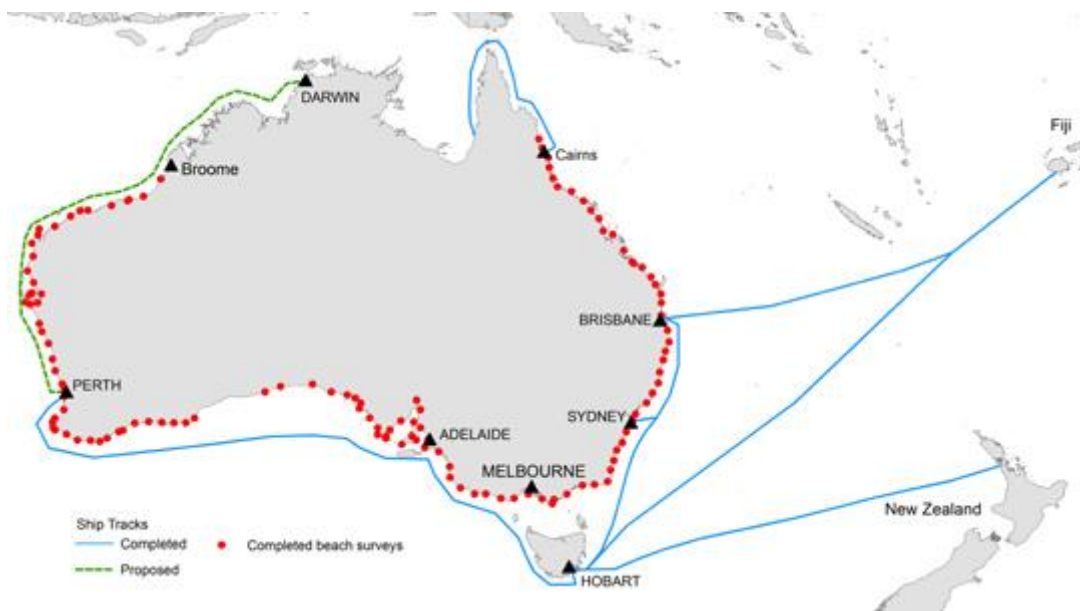 DARWIN
Fiji
Cairns
Broome
BRISBANE
PERTH
SYDNEY
ADELAIDE
MELBOURNE
New Zealand
Ship Tracks
Completed
Completed beach surveys
Proposed
HOBART